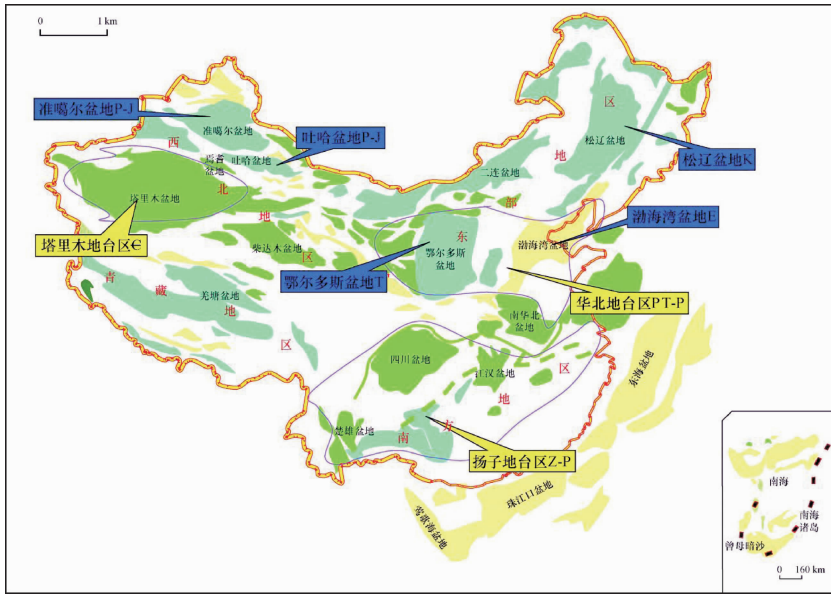 0 1 km
准噶尔盆地P-J
准噶尔盆地
区
西
吐哈盆地P-J
松辽盆地
焉耆
盆地
吐哈盆地
地
松辽盆地K
二连盆地
塔里木盆地
北
部
地
渤海湾盆地E
东
塔里木地台区Є
柴达木盆地
区
鄂尔多斯
盆地
渤海湾盆地
青
藏
羌塘盆地
鄂尔多斯盆地T
地
华北地台区PT-P
南华北
盆地
区
四川盆地
江汉盆地
区
东海盆地
地
楚雄盆地
南
方
扬子地台区Z-P
南海
珠江口盆地
莺歌海盆地
南海
诸岛
曾母暗沙
0 160 km